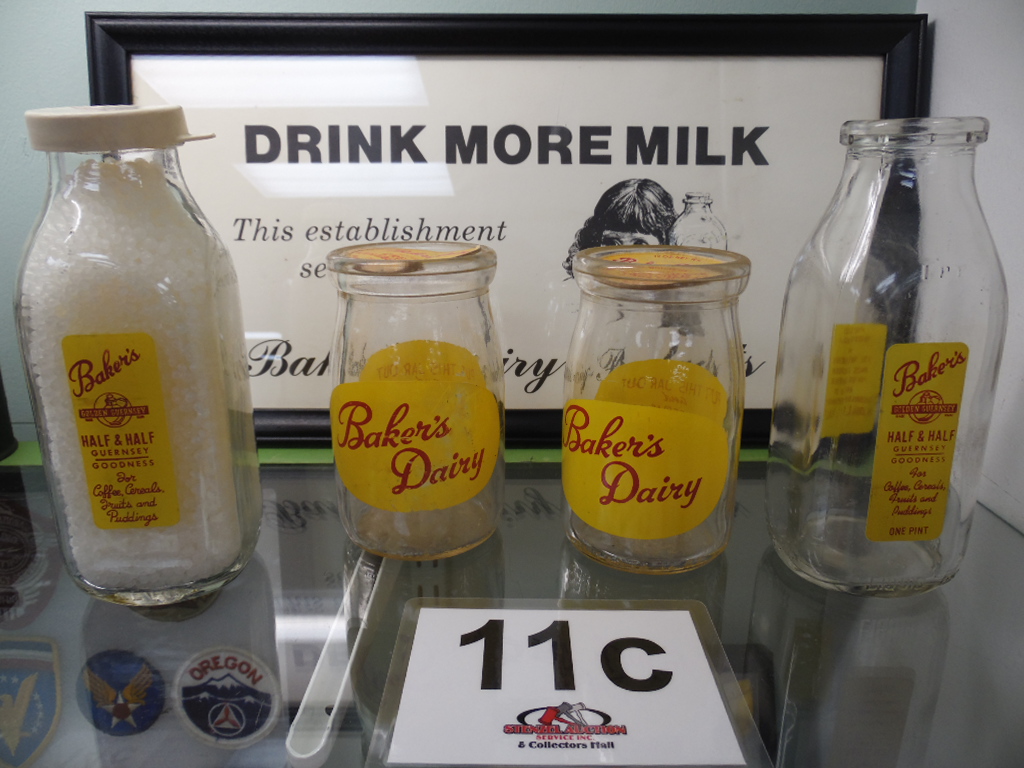 DRINK MORE MILK
This establishment
se
Baker's
GOLDEN GUERNSEY
HALF & HALF
GUERNSEY
GOODNESS
For
Coffee, Cereals,
Fruits and
Puddings
Baker's
Dairy
Baker's
Dairy
Baker's
GOLDEN GUERNSEY
HALF & HALF
GUERNSEY
GOODNESS
For
Coffee, Cereals,
Fruits and
Puddings
ONE PINT
OREGON
11c
SERVICE INC
& Collectors Hall